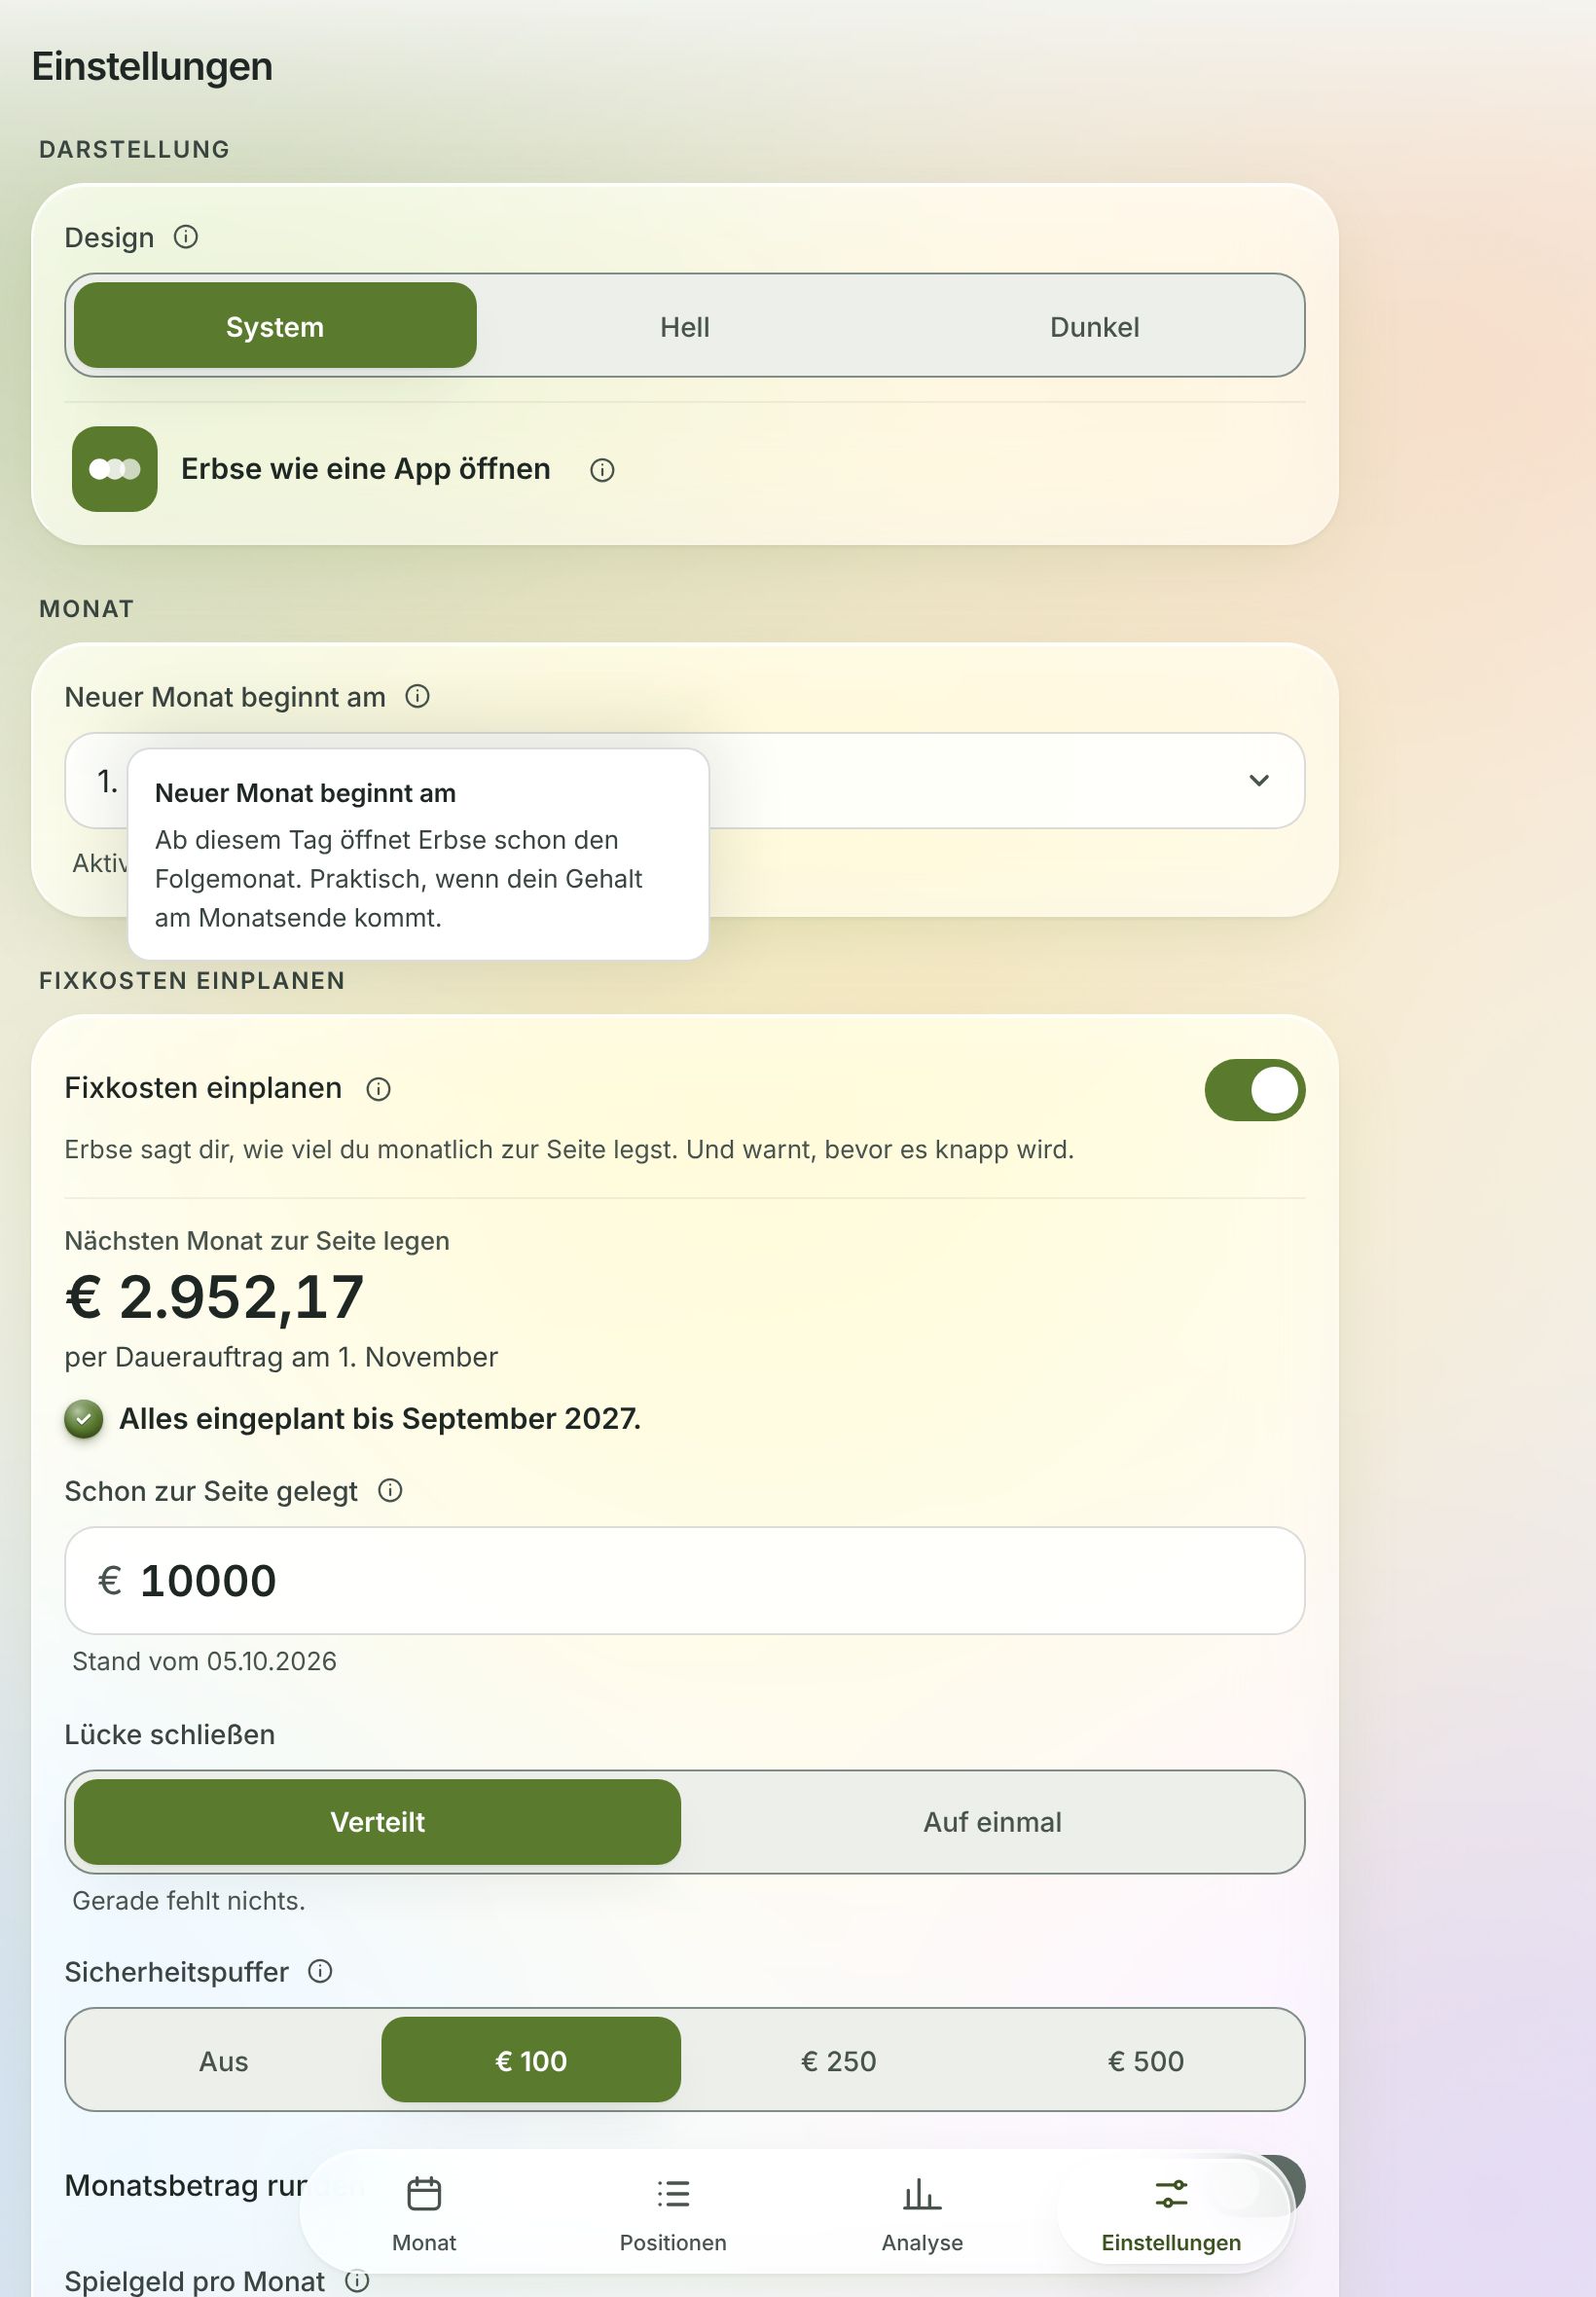 Einstellungen
DARSTELLUNG
Design
System
Hell
Dunkel
Erbse wie eine App öffnen
MONAT
Neuer Monat beginnt am
1.
Neuer Monat beginnt am
Ab diesem Tag öffnet Erbse schon den
Folgemonat. Praktisch, wenn dein Gehalt
am Monatsende kommt.
FIXKOSTEN EINPLANEN
Fixkosten einplanen
Erbse sagt dir, wie viel du monatlich zur Seite legst. Und warnt, bevor es knapp wird.
Nächsten Monat zur Seite legen
€ 2.952,17
per Dauerauftrag am 1. November
Alles eingeplant bis September 2027.
Schon zur Seite gelegt
€ 10000
Stand vom 05.10.2026
Lücke schließen
Verteilt
Auf einmal
Gerade fehlt nichts.
Sicherheitspuffer
Aus
€ 100
€ 250
€ 500
Monatsbetrag runden
Monat
Positionen
Analyse
Einstellungen
Spielgeld pro Monat